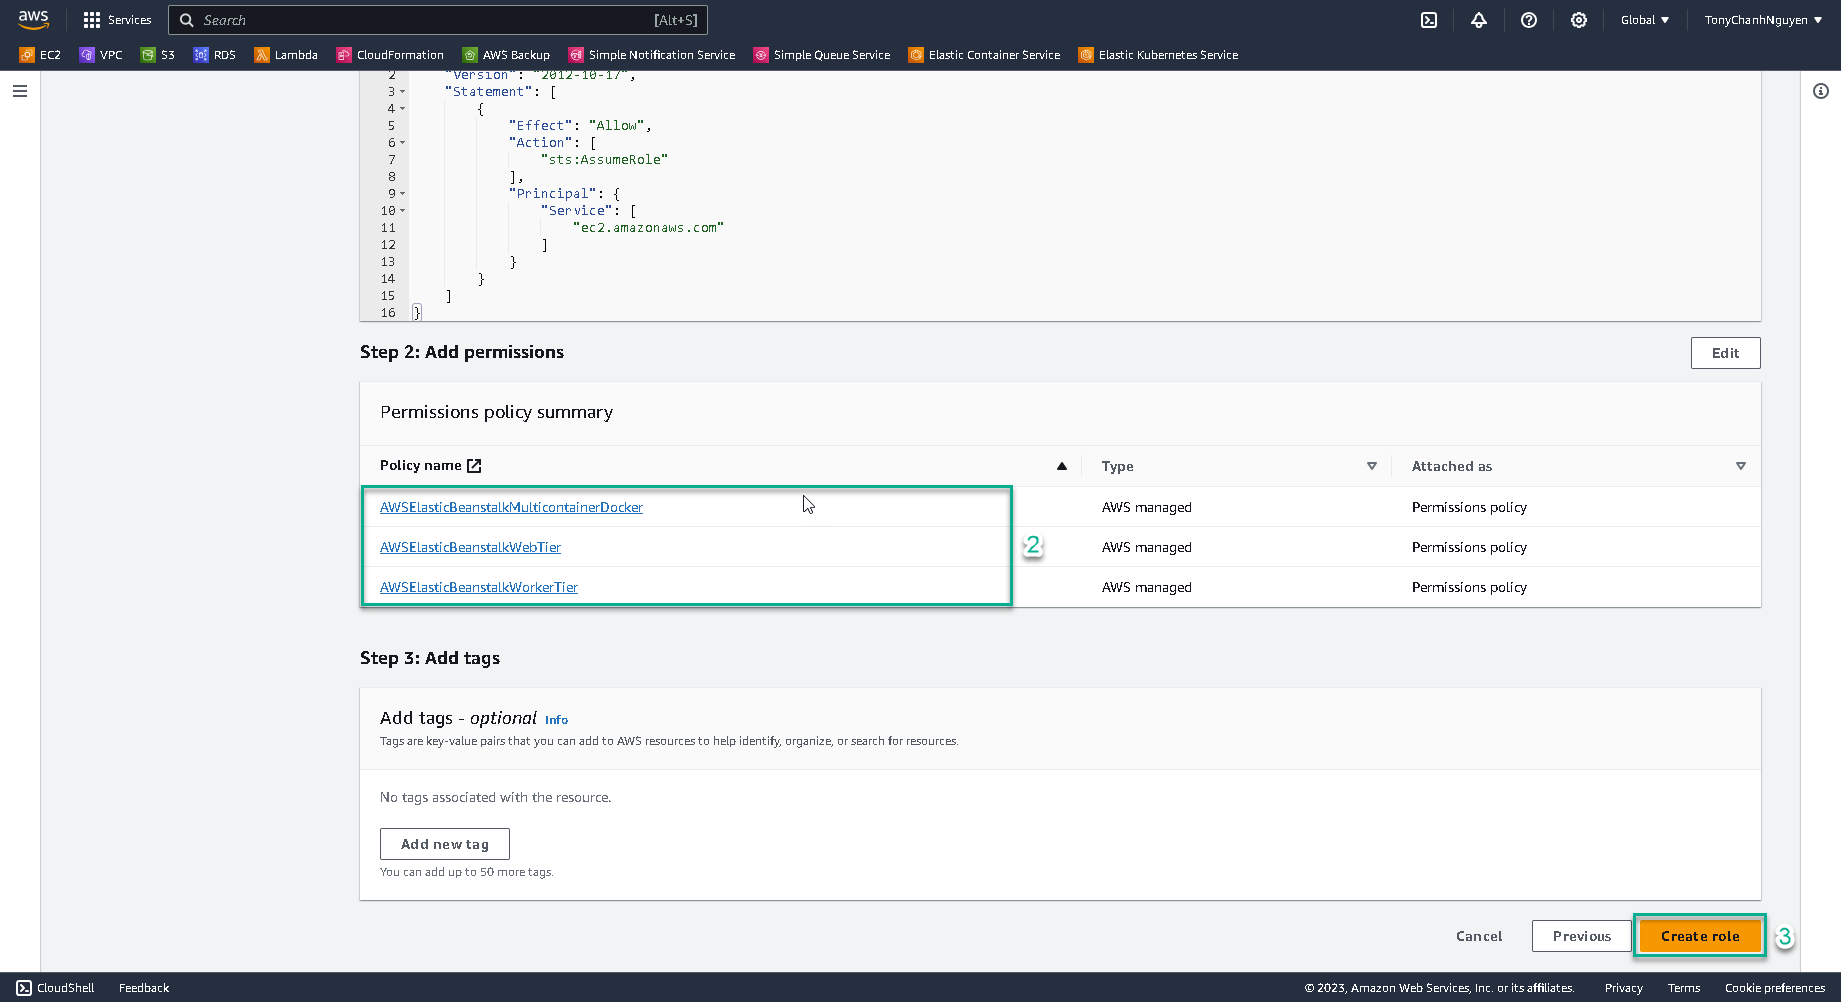 aws Services Search [Alt+S] Global TonyChanhNguyen
EC2 VPC S3 RDS Lambda CloudFormation AWS Backup Simple Notification Service Simple Queue Service Elastic Container Service Elastic Kubernetes Service
2 "Version": "2012-10-17",
3 "Statement": [
4 {
5 "Effect": "Allow",
6 "Action": [
7 "sts:AssumeRole"
8 ],
9 "Principal": {
10 "Service": [
11 "ec2.amazonaws.com"
12 ]
13 }
14 }
15 ]
16 }
Step 2: Add permissions Edit
Permissions policy summary
Policy name Type Attached as
AWSElasticBeanstalkMulticontainerDocker AWS managed Permissions policy
AWSElasticBeanstalkWebTier 2 AWS managed Permissions policy
AWSElasticBeanstalkWorkerTier AWS managed Permissions policy
Step 3: Add tags
Add tags - optional Info
Tags are key-value pairs that you can add to AWS resources to help identify, organize, or search for resources.
No tags associated with the resource.
Add new tag
You can add up to 50 more tags.
Cancel Previous Create role 3
CloudShell Feedback © 2023, Amazon Web Services, Inc. or its affiliates. Privacy Terms Cookie preferences